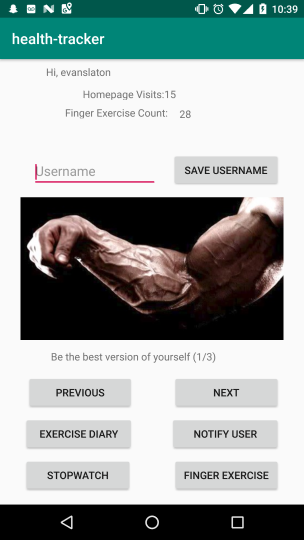 10:39
health-tracker
Hi, evanslaton
Homepage Visits:15
Finger Exercise Count: 28
Username SAVE USERNAME
Be the best version of yourself (1/3)
PREVIOUS NEXT
EXERCISE DIARY NOTIFY USER
STOPWATCH FINGER EXERCISE